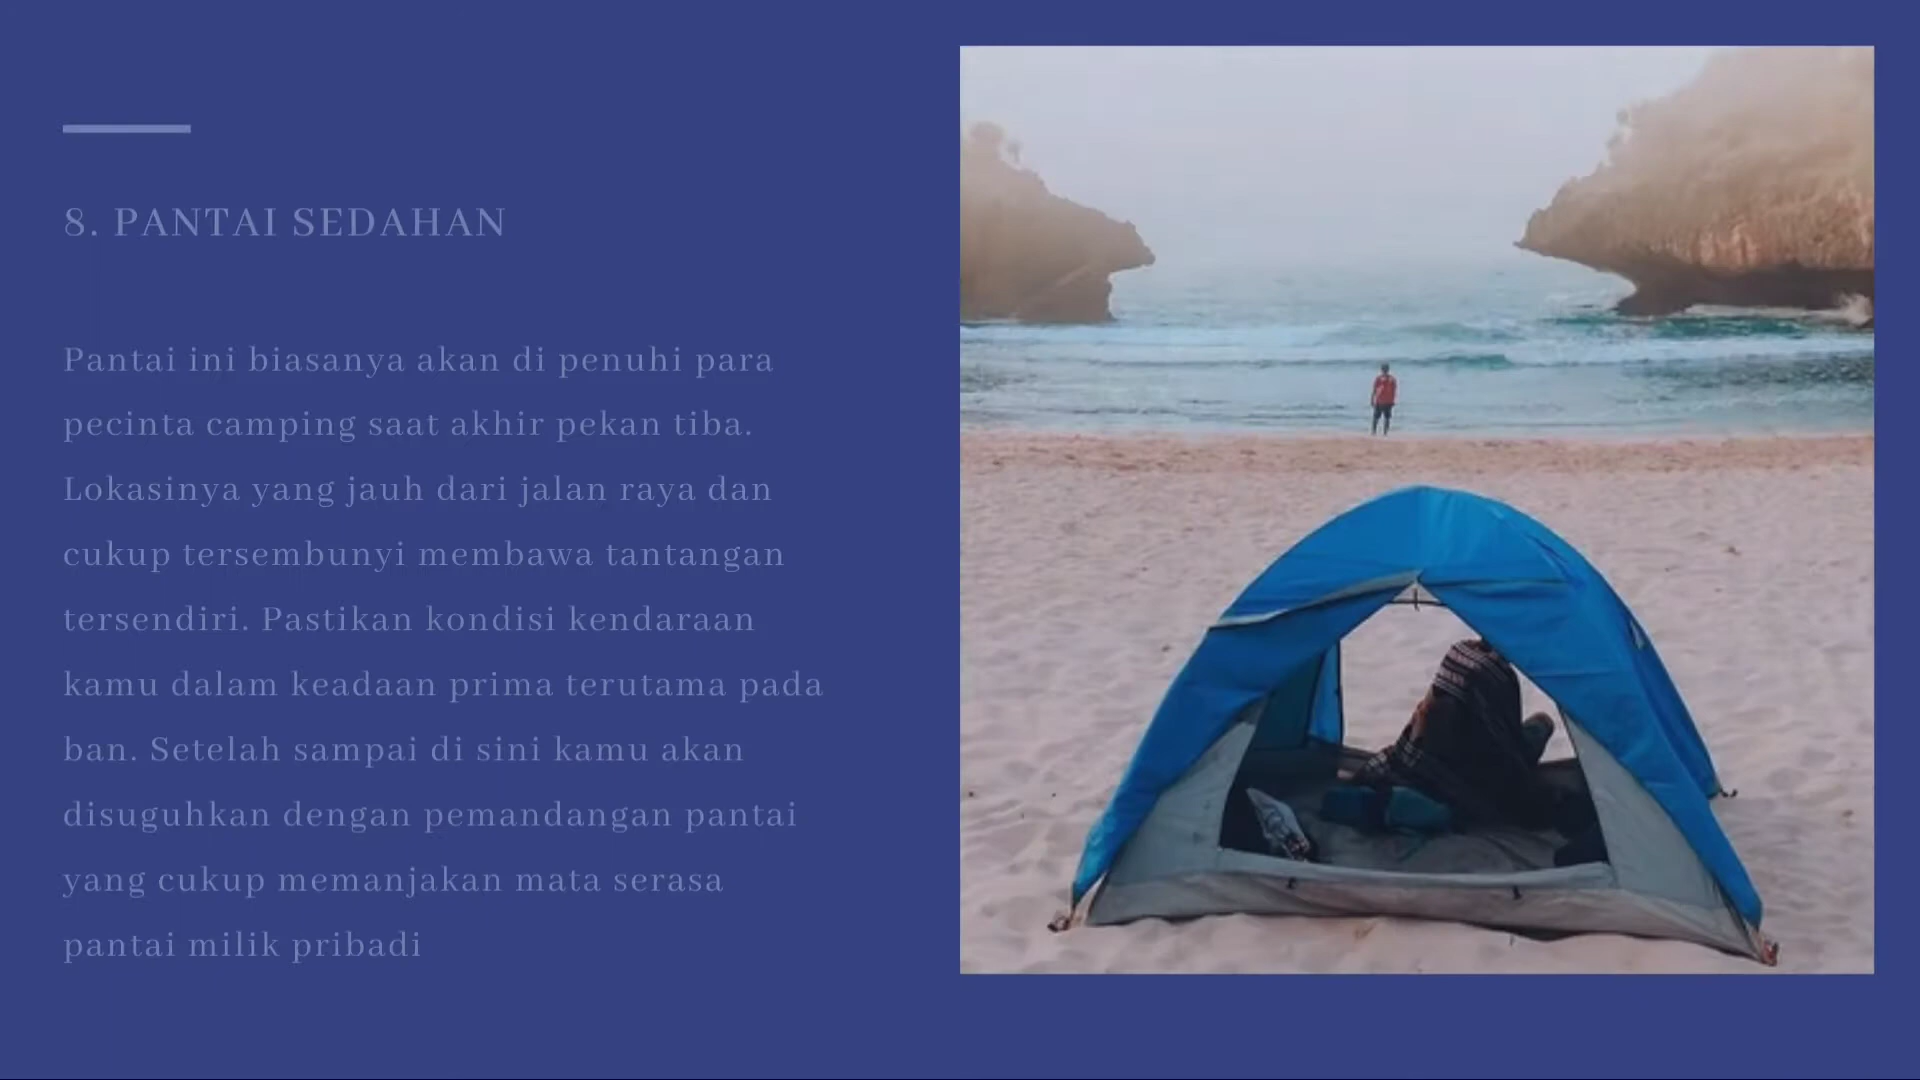 8. PANTAI SEDAHAN
Pantai ini biasanya akan di penuhi para
pecinta camping saat akhir pekan tiba.
Lokasinya yang jauh dari jalan raya dan
cukup tersembunyi membawa tantangan
tersendiri. Pastikan kondisi kendaraan
kamu dalam keadaan prima terutama pada
ban. Setelah sampai di sini kamu akan
disuguhkan dengan pemandangan pantai
yang cukup memanjakan mata serasa
pantai milik pribadi